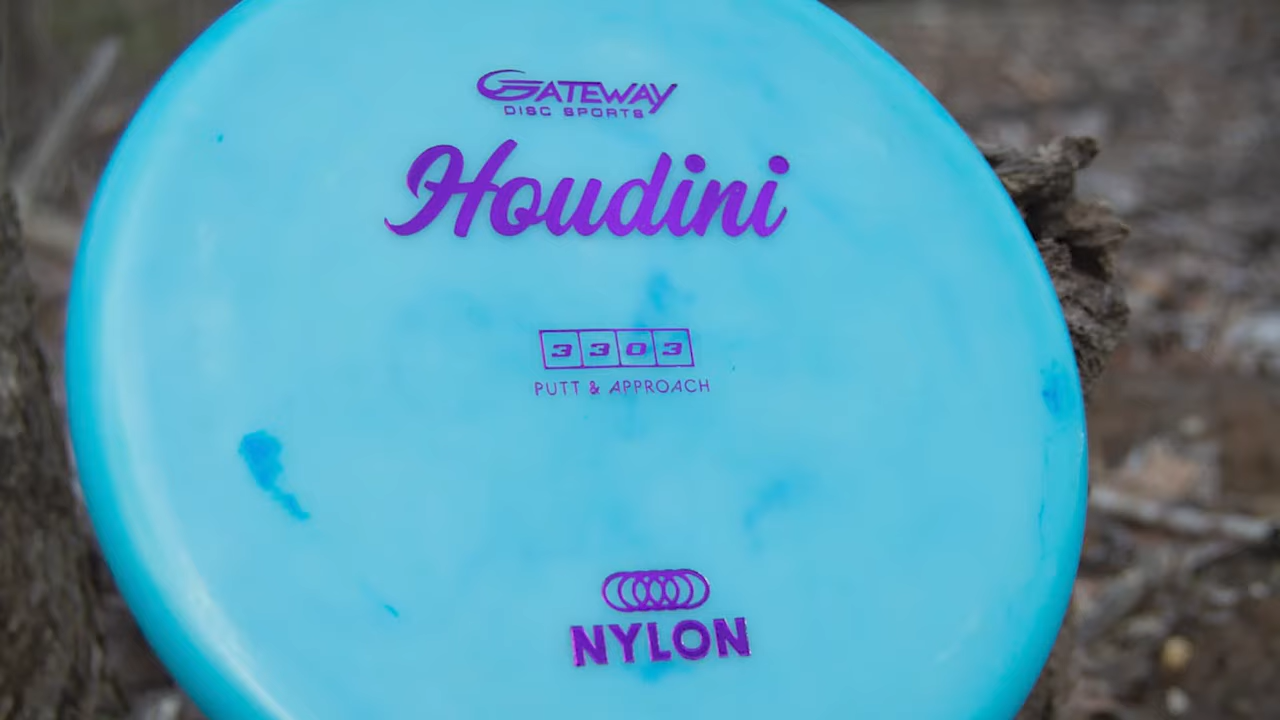 GATEWAY
DISC SPORTS
Houdini
3 3 0 3
PUTT & APPROACH
NYLON